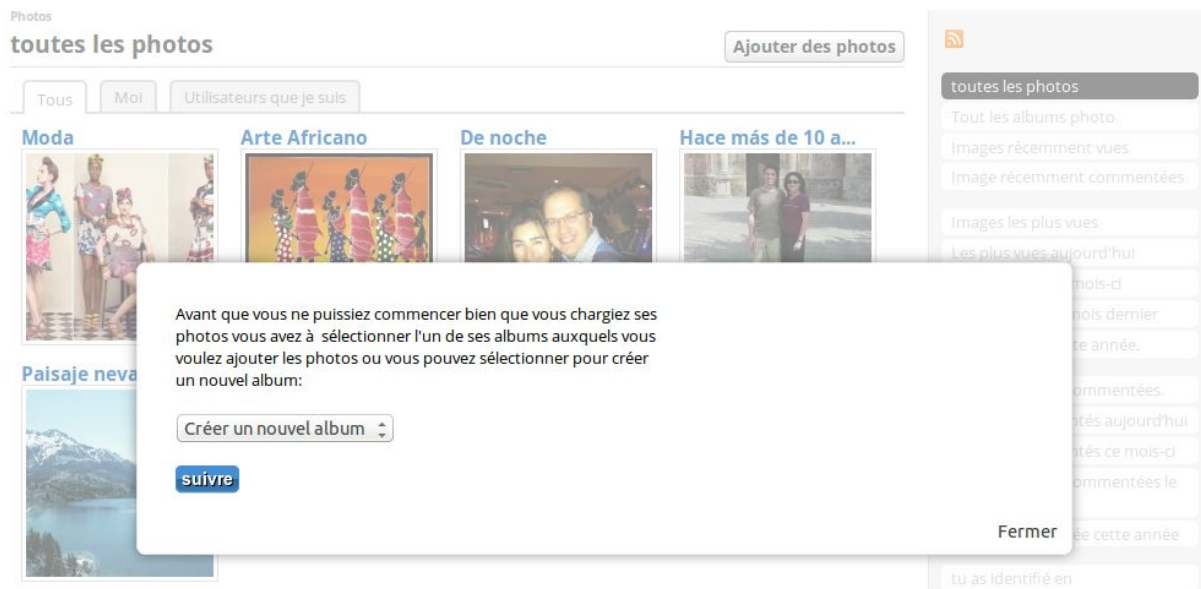 Photos
toutes les photos
Ajouter des photos
Tous
Moi
Utilisateurs que je suis
Moda
Arte Africano
De noche
Hace más de 10 a...
Paisaje neva
Avant que vous ne puissiez commencer bien que vous chargiez ses
photos vous avez à sélectionner l'un de ses albums auxquels vous
voulez ajouter les photos ou vous pouvez sélectionner pour créer
un nouvel album:
Créer un nouvel album
suivre
Fermer
toutes les photos
Tout les albums photo
Images récemment vues
Image récemment commentées
Images les plus vues
Les plus vues aujourd'hui
mois-ci
mois dernier
te année.
ommentées.
ntés aujourd'hui
ntés ce mois-ci
ommentées le
ée cette année
tu as identifié en